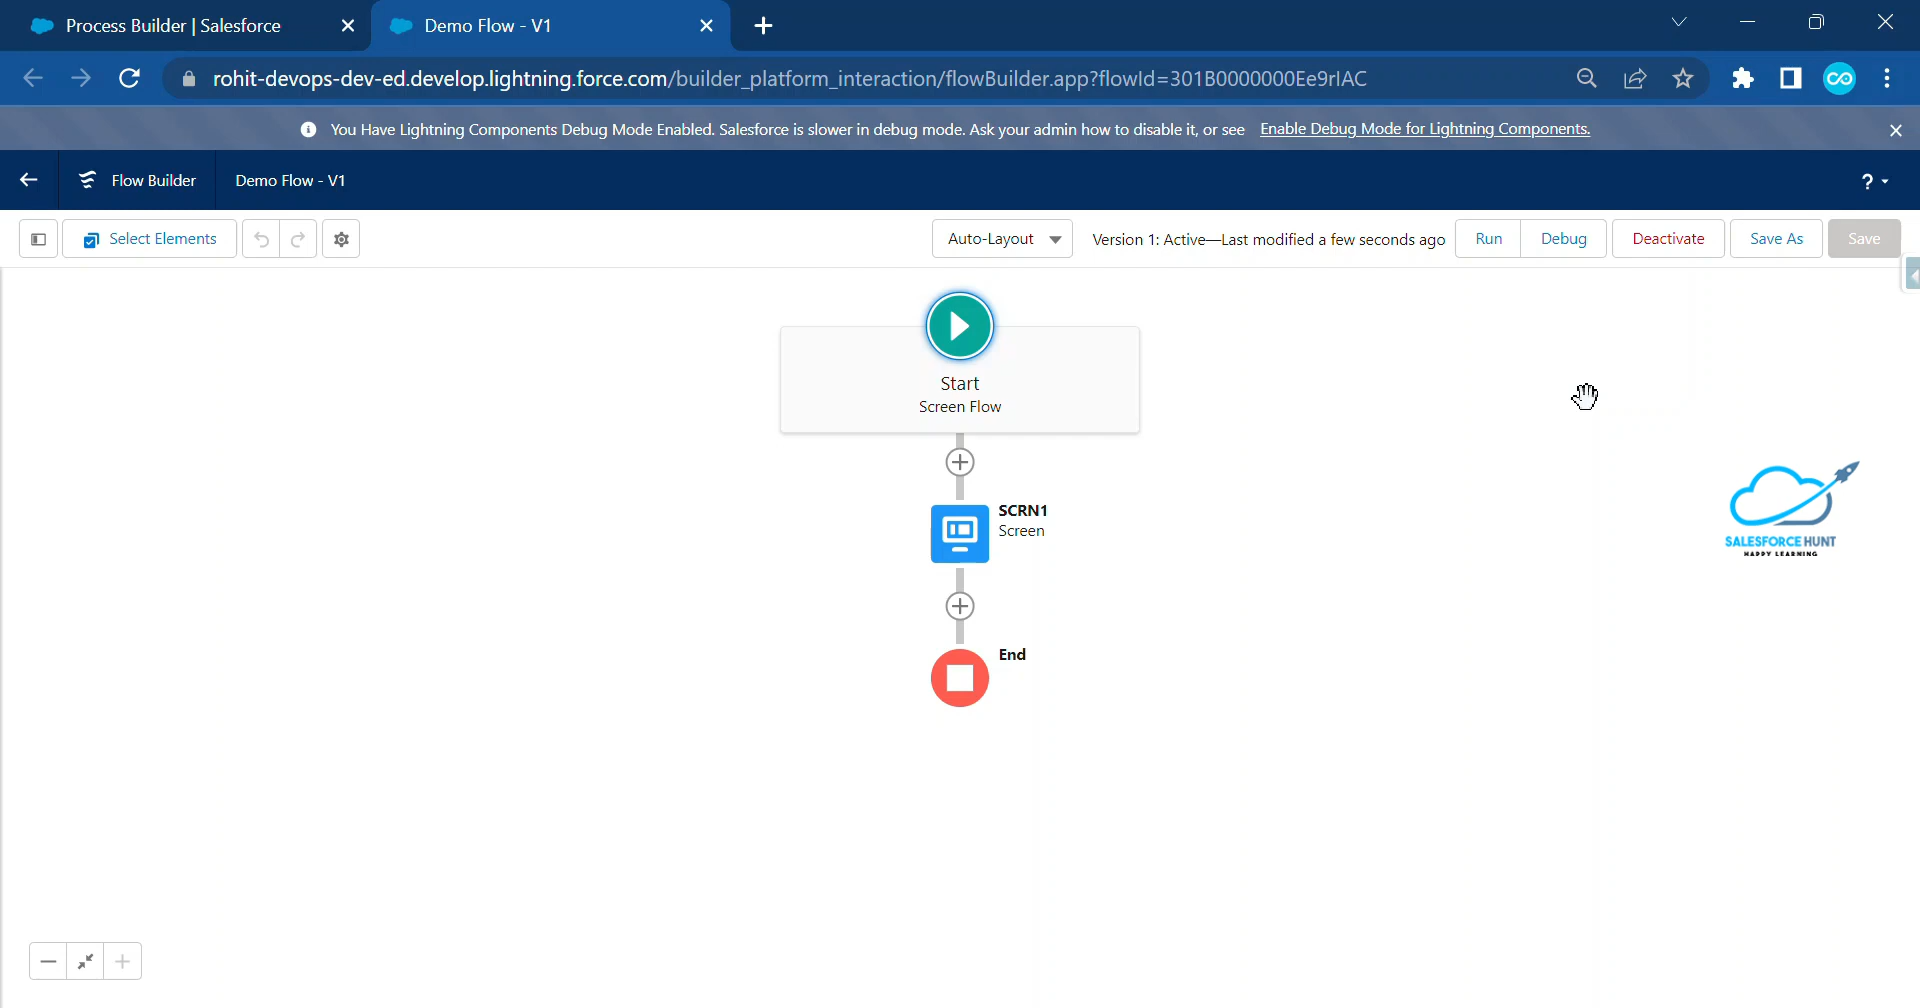 Process Builder | Salesforce
Demo Flow - V1
rohit-devops-dev-ed.develop.lightning.force.com/builder_platform_interaction/flowBuilder.app?flowId=301B0000000Ee9rIAC
You Have Lightning Components Debug Mode Enabled. Salesforce is slower in debug mode. Ask your admin how to disable it, or see Enable Debug Mode for Lightning Components.
Flow Builder
Demo Flow - V1
?
Select Elements
Auto-Layout
Version 1: Active—Last modified a few seconds ago
Run
Debug
Deactivate
Save As
Save
Start
Screen Flow
SCRN1
Screen
End
SALESFORCE HUNT
HAPPY LEARNING